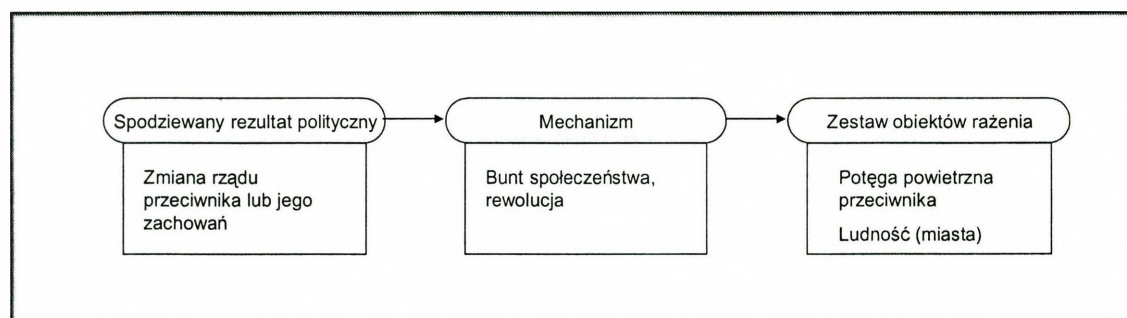 Spodziewany rezultat polityczny
Zmiana rządu
przeciwnika lub jego
zachowań
Mechanizm
Bunt społeczeństwa,
rewolucja
Zestaw obiektów rażenia
Potęga powietrzna
przeciwnika
Ludność (miasta)